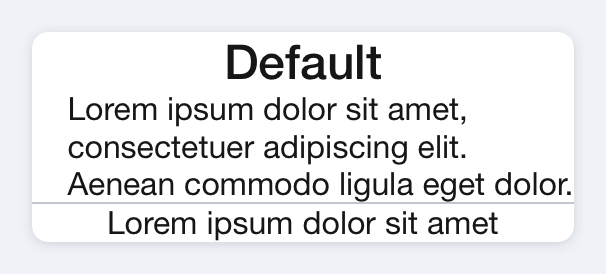 Default
Lorem ipsum dolor sit amet,
consectetuer adipiscing elit.
Aenean commodo ligula eget dolor.
Lorem ipsum dolor sit amet